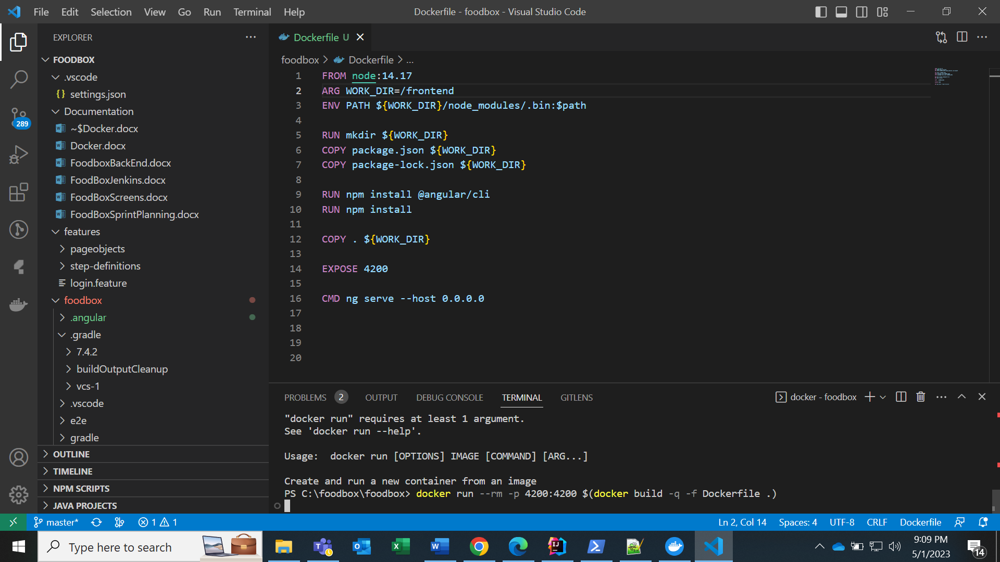 File Edit Selection View Go Run Terminal Help
Dockerfile - foodbox - Visual Studio Code
EXPLORER
FOODBOX
.vscode
settings.json
Documentation
~$Docker.docx
Docker.docx
FoodboxBackEnd.docx
FoodBoxJenkins.docx
FoodBoxScreens.docx
FoodBoxSprintPlanning.docx
features
pageobjects
step-definitions
login.feature
foodbox
.angular
.gradle
7.4.2
buildOutputCleanup
vcs-1
.vscode
e2e
gradle
OUTLINE
TIMELINE
NPM SCRIPTS
JAVA PROJECTS
289
Dockerfile U
foodbox > Dockerfile > ...
1 FROM node:14.17
2 ARG WORK_DIR=/frontend
3 ENV PATH ${WORK_DIR}/node_modules/.bin:$path
4
5 RUN mkdir ${WORK_DIR}
6 COPY package.json ${WORK_DIR}
7 COPY package-lock.json ${WORK_DIR}
8
9 RUN npm install @angular/cli
10 RUN npm install
11
12 COPY . ${WORK_DIR}
13
14 EXPOSE 4200
15
16 CMD ng serve --host 0.0.0.0
17
18
19
20
PROBLEMS 2 OUTPUT DEBUG CONSOLE TERMINAL GITLENS
docker - foodbox
"docker run" requires at least 1 argument.
See 'docker run --help'.
Usage:  docker run [OPTIONS] IMAGE [COMMAND] [ARG...]
Create and run a new container from an image
PS C:\foodbox\foodbox> docker run --rm -p 4200:4200 $(docker build -q -f Dockerfile .)
master* 1 1
Ln 2, Col 14 Spaces: 4 UTF-8 CRLF Dockerfile
Type here to search
9:09 PM
5/1/2023
14